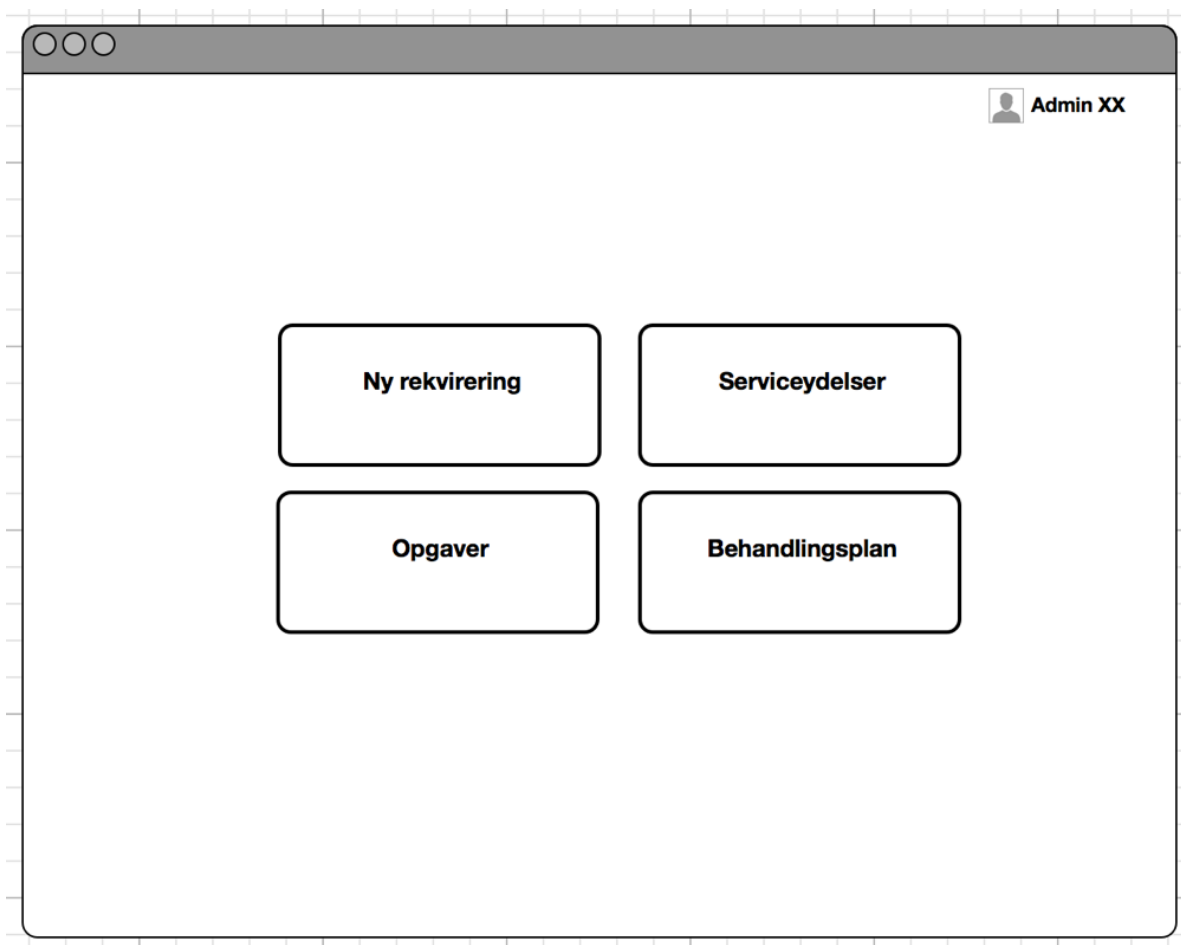 Admin XX
Ny rekvirering
Serviceydelser
Opgaver
Behandlingsplan